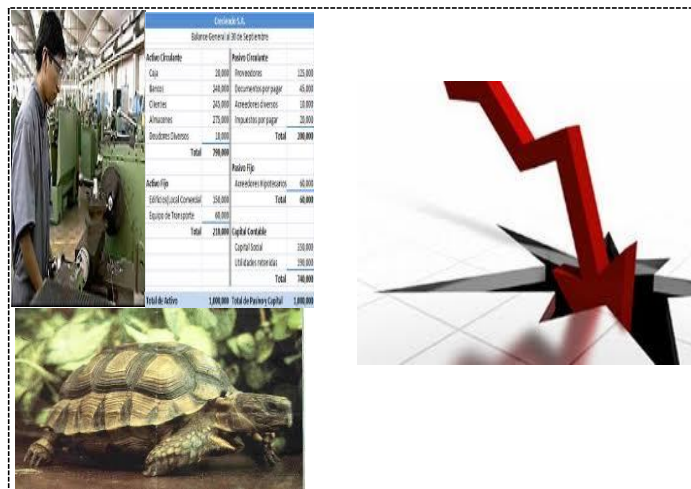 Creciendo S.A.
Balance General al 30 de Septiembre
Activo Circulante Pasivo Circulante
Caja 20,000 Proveedores 125,000
Bancos 240,000 Documentos por pagar 45,000
Clientes 245,000 Acreedores diversos 10,000
Almacenes 275,000 Impuestos por pagar 20,000
Deudores Diversos 10,000 Total 200,000
Total 790,000
Pasivo Fijo
Activo Fijo Acreedores Hipotecarios 60,000
Edificio(Local Comercial 150,000 Total 60,000
Equipo de Transporte 60,000
Total 210,000 Capital Contable
Capital Social 350,000
Utilidades retenidas 390,000
Total 740,000
Total de Activo 1,000,000 Total de Pasivo y Capital 1,000,000